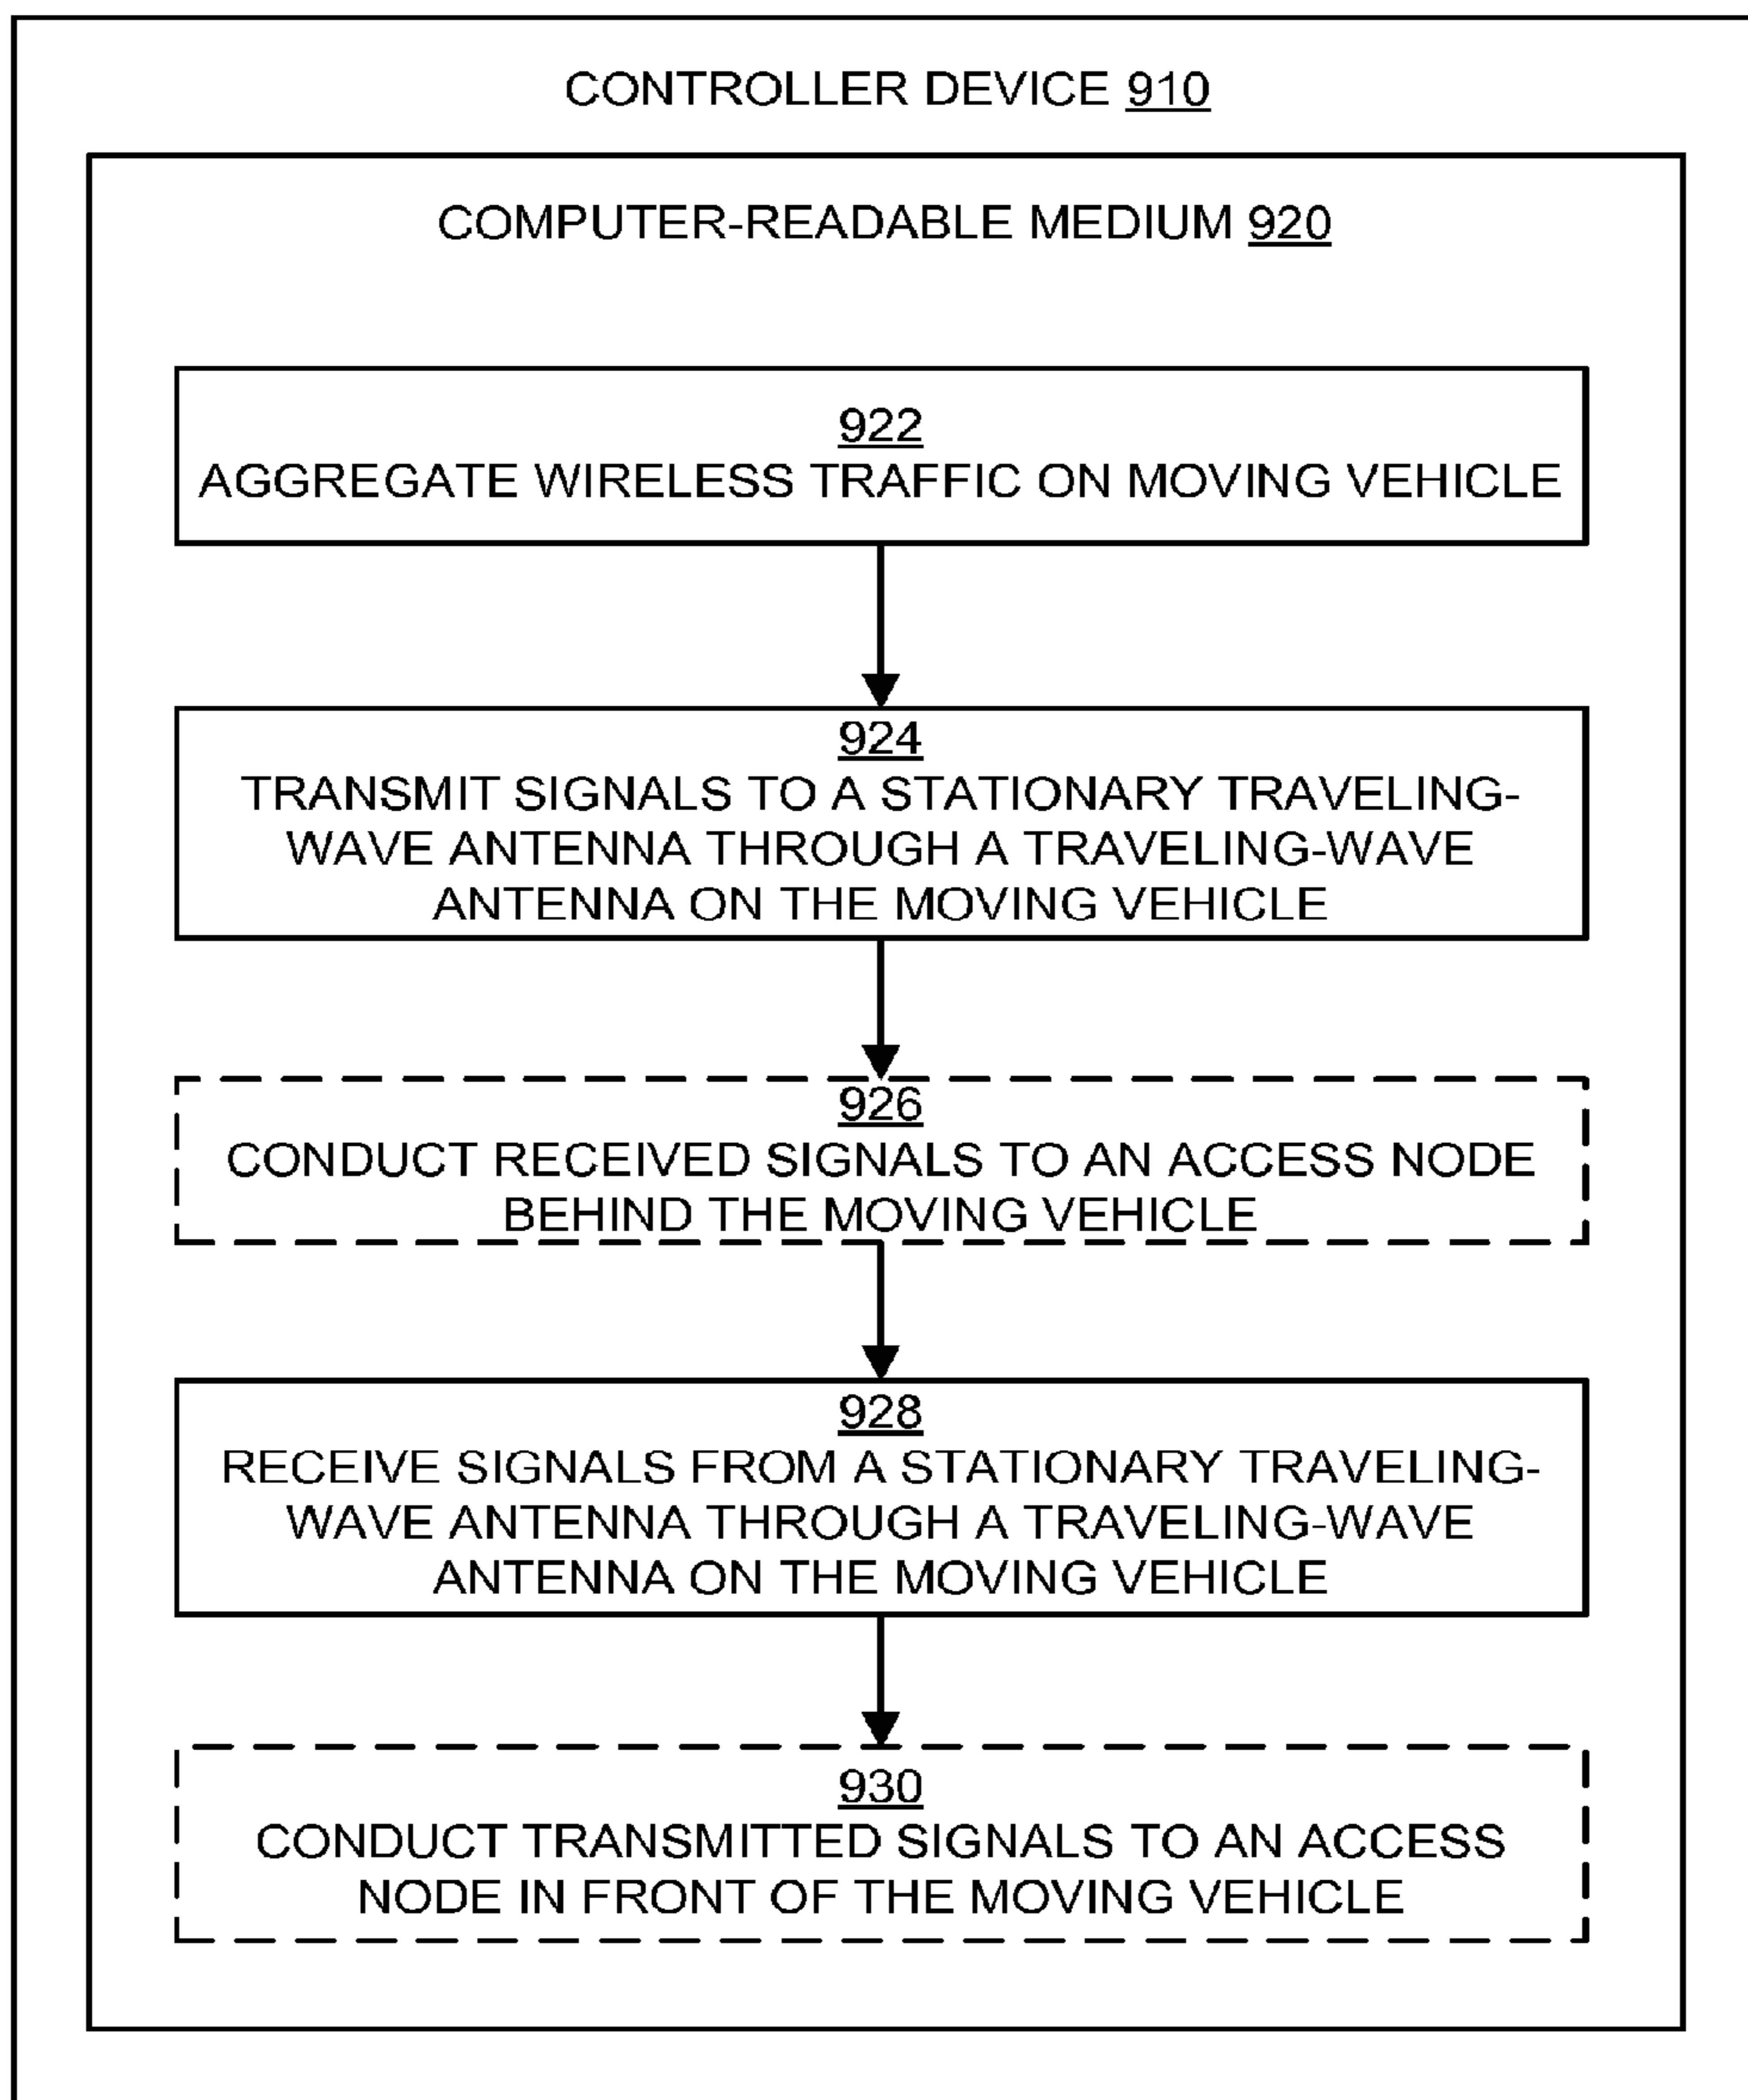 CONTROLLER DEVICE 910
COMPUTER-READABLE MEDIUM 920
922
AGGREGATE WIRELESS TRAFFIC ON MOVING VEHICLE
924
TRANSMIT SIGNALS TO A STATIONARY TRAVELING-
WAVE ANTENNA THROUGH A TRAVELING-WAVE
ANTENNA ON THE MOVING VEHICLE
926
CONDUCT RECEIVED SIGNALS TO AN ACCESS NODE
BEHIND THE MOVING VEHICLE
928
RECEIVE SIGNALS FROM A STATIONARY TRAVELING-
WAVE ANTENNA THROUGH A TRAVELING-WAVE
ANTENNA ON THE MOVING VEHICLE
930
CONDUCT TRANSMITTED SIGNALS TO AN ACCESS
NODE IN FRONT OF THE MOVING VEHICLE